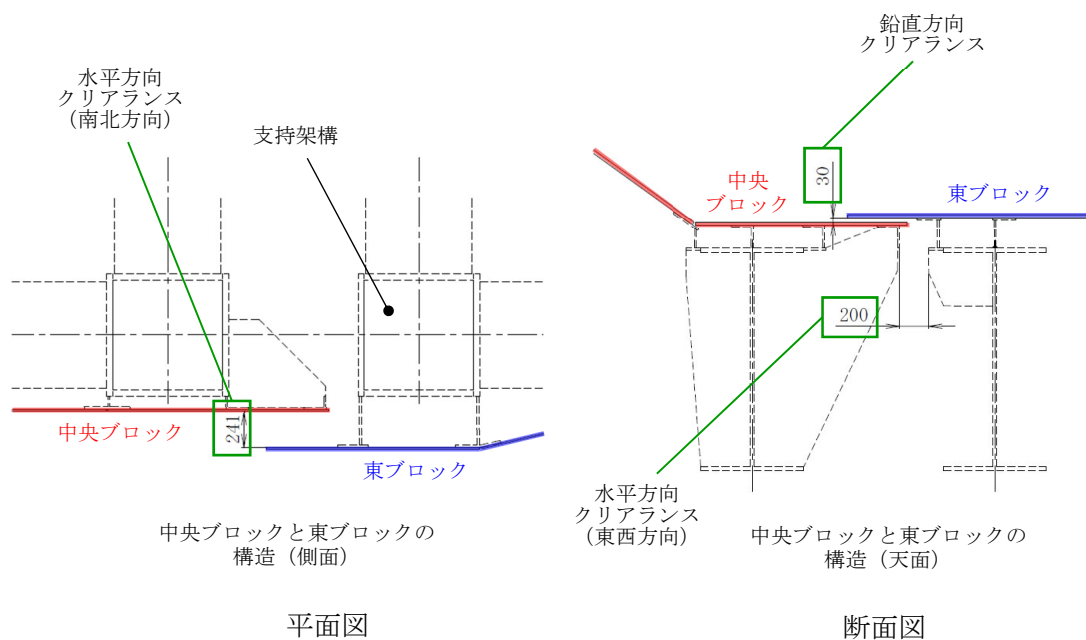 水平方向
クリアランス
（南北方向）
支持架構
中央ブロック
241
東ブロック
中央ブロックと東ブロックの
構造（側面）
平面図
鉛直方向
クリアランス
30
中央
ブロック
東ブロック
200
水平方向
クリアランス
（東西方向）
中央ブロックと東ブロックの
構造（天面）
断面図